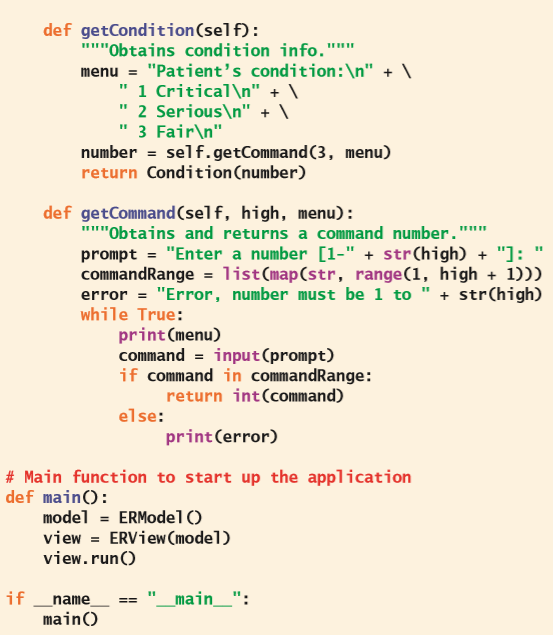 def getCondition(self):
"""Obtains condition info."""
menu = "Patient’s condition:\n" + \
" 1 Critical\n" + \
" 2 Serious\n" + \
" 3 Fair\n"
number = self.getCommand(3, menu)
return Condition(number)
def getCommand(self, high, menu):
"""Obtains and returns a command number."""
prompt = "Enter a number [1-" + str(high) + "]: "
commandRange = list(map(str, range(1, high + 1)))
error = "Error, number must be 1 to " + str(high)
while True:
print(menu)
command = input(prompt)
if command in commandRange:
return int(command)
else:
print(error)
# Main function to start up the application
def main():
model = ERModel()
view = ERView(model)
view.run()
if __name__ == "__main__":
main()